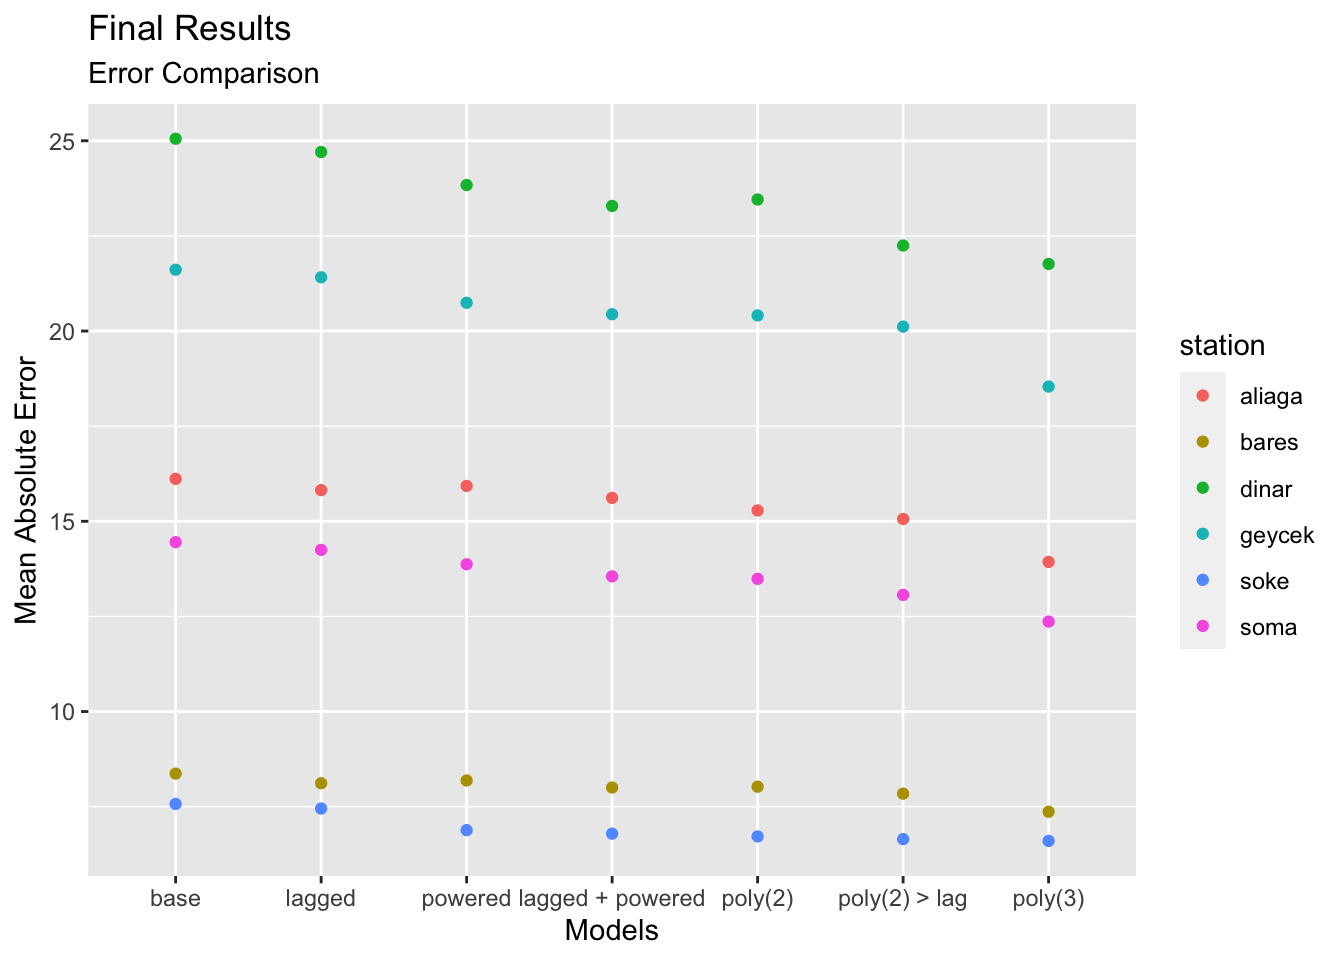 Final Results
Error Comparison
Mean Absolute Error
25
20
15
10
base lagged powered lagged + powered poly(2) poly(2) > lag poly(3)
Models
station
aliaga
bares
dinar
geycek
soke
soma